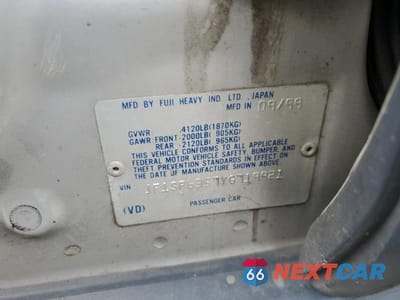 MFD BY FUJI HEAVY IND. LTD. JAPAN
MFD IN 09/99
GVWR 4120LB(1870KG)
GAWR FRONT-2000LB( 905KG)
REAR -2120LB( 965KG)
THIS VEHICLE CONFORMS TO ALL APPLICABLE
FEDERAL MOTOR VEHICLE SAFETY, BUMPER, AND
THEFT PREVENTION STANDARDS IN EFFECT ON
THE DATE OF MANUFACTURE SHOWN ABOVE.
VIN
(VD) PASSENGER CAR
66 NEXTCAR